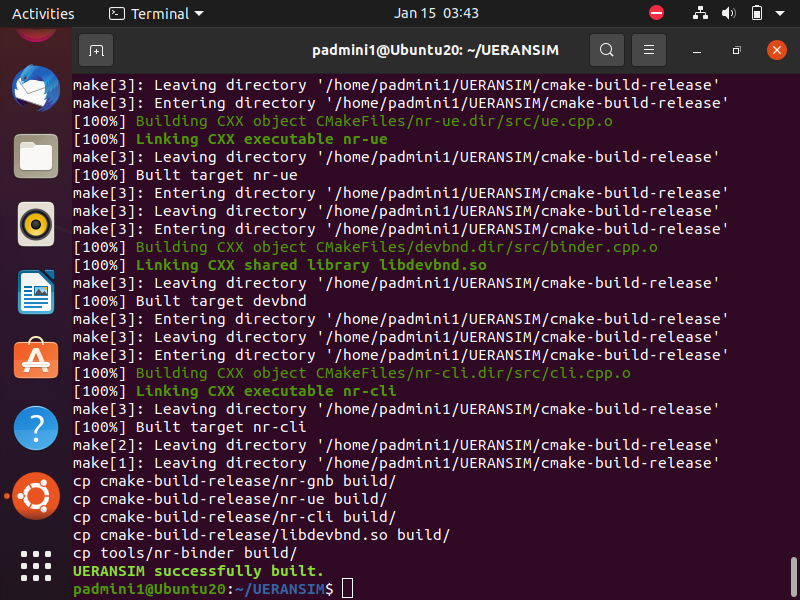 Activities
Terminal
Jan 15 03:43
padmini1@Ubuntu20: ~/UERANSIM
make[3]: Leaving directory '/home/padmini1/UERANSIM/cmake-build-release'
make[3]: Entering directory '/home/padmini1/UERANSIM/cmake-build-release'
[100%] Building CXX object CMakeFiles/nr-ue.dir/src/ue.cpp.o
[100%] Linking CXX executable nr-ue
make[3]: Leaving directory '/home/padmini1/UERANSIM/cmake-build-release'
[100%] Built target nr-ue
make[3]: Entering directory '/home/padmini1/UERANSIM/cmake-build-release'
make[3]: Leaving directory '/home/padmini1/UERANSIM/cmake-build-release'
make[3]: Entering directory '/home/padmini1/UERANSIM/cmake-build-release'
[100%] Building CXX object CMakeFiles/devbnd.dir/src/binder.cpp.o
[100%] Linking CXX shared library libdevbnd.so
make[3]: Leaving directory '/home/padmini1/UERANSIM/cmake-build-release'
[100%] Built target devbnd
make[3]: Entering directory '/home/padmini1/UERANSIM/cmake-build-release'
make[3]: Leaving directory '/home/padmini1/UERANSIM/cmake-build-release'
make[3]: Entering directory '/home/padmini1/UERANSIM/cmake-build-release'
[100%] Building CXX object CMakeFiles/nr-cli.dir/src/cli.cpp.o
[100%] Linking CXX executable nr-cli
make[3]: Leaving directory '/home/padmini1/UERANSIM/cmake-build-release'
[100%] Built target nr-cli
make[2]: Leaving directory '/home/padmini1/UERANSIM/cmake-build-release'
make[1]: Leaving directory '/home/padmini1/UERANSIM/cmake-build-release'
cp cmake-build-release/nr-gnb build/
cp cmake-build-release/nr-ue build/
cp cmake-build-release/nr-cli build/
cp cmake-build-release/libdevbnd.so build/
cp tools/nr-binder build/
UERANSIM successfully built.
padmini1@Ubuntu20:~/UERANSIM$